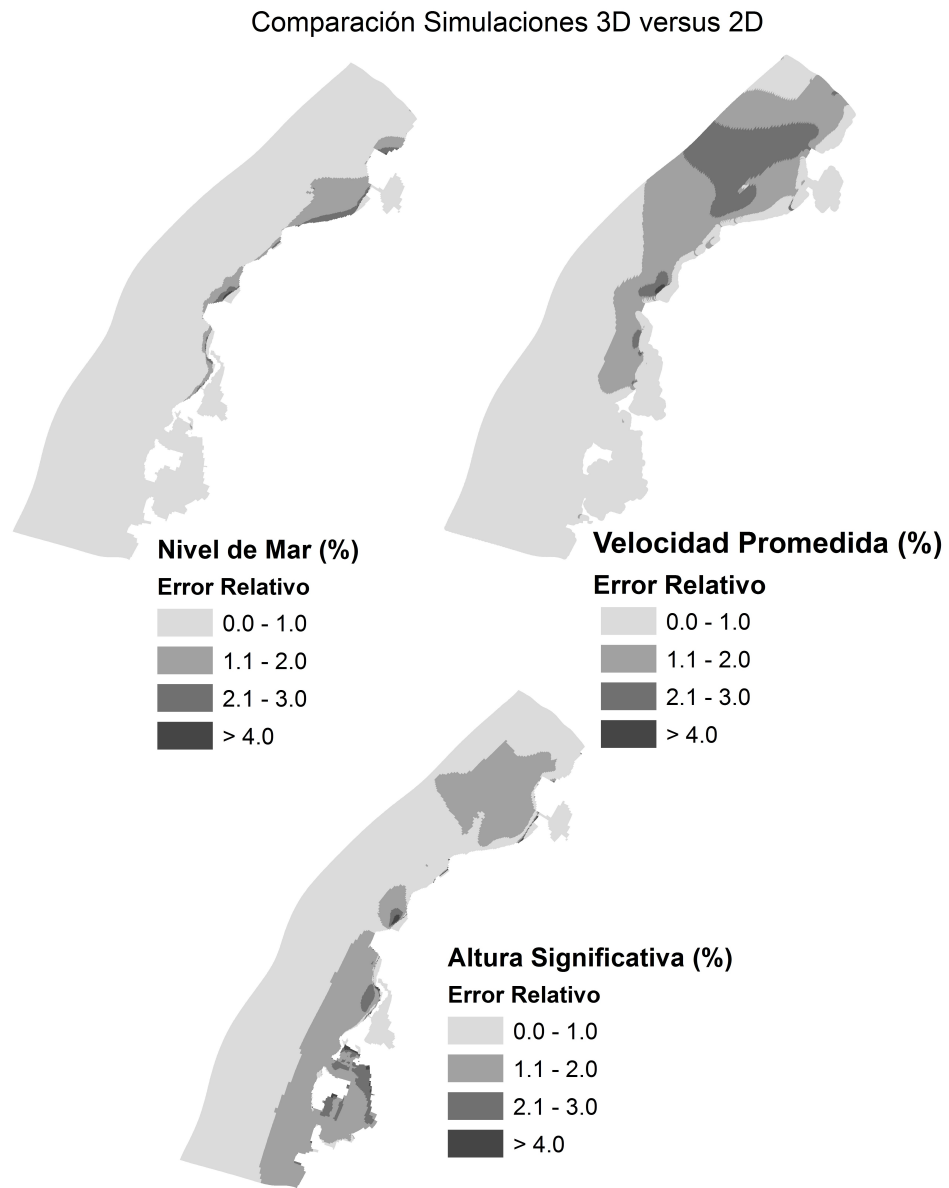 Comparación Simulaciones 3D versus 2D
Nivel de Mar (%)
Error Relativo
0.0 - 1.0
1.1 - 2.0
2.1 - 3.0
> 4.0
Velocidad Promedida (%)
Error Relativo
0.0 - 1.0
1.1 - 2.0
2.1 - 3.0
> 4.0
Altura Significativa (%)
Error Relativo
0.0 - 1.0
1.1 - 2.0
2.1 - 3.0
> 4.0